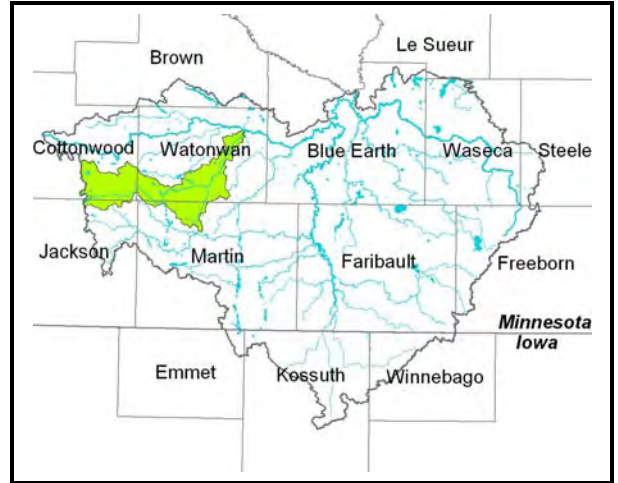 Le Sueur
Brown
Cottonwood
Watonwan
Blue Earth
Waseca
Steele
Jackson
Martin
Faribault
Freeborn
Minnesota
Iowa
Emmet
Kossuth
Winnebago